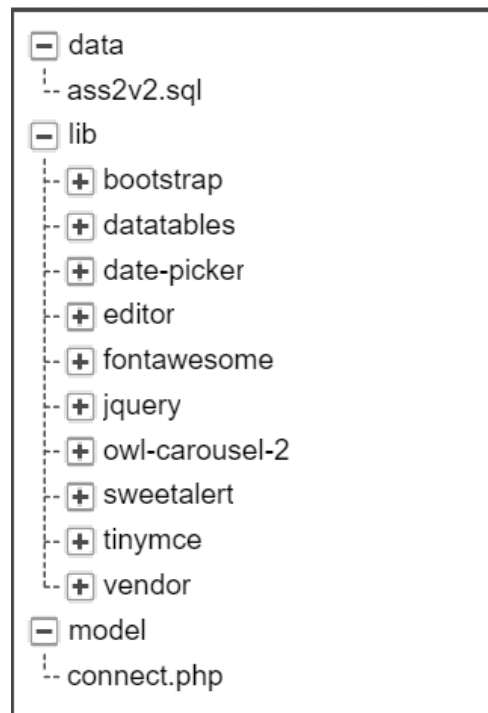 data
ass2v2.sql
lib
bootstrap
datatables
date-picker
editor
fontawesome
jquery
owl-carousel-2
sweetalert
tinymce
vendor
model
connect.php